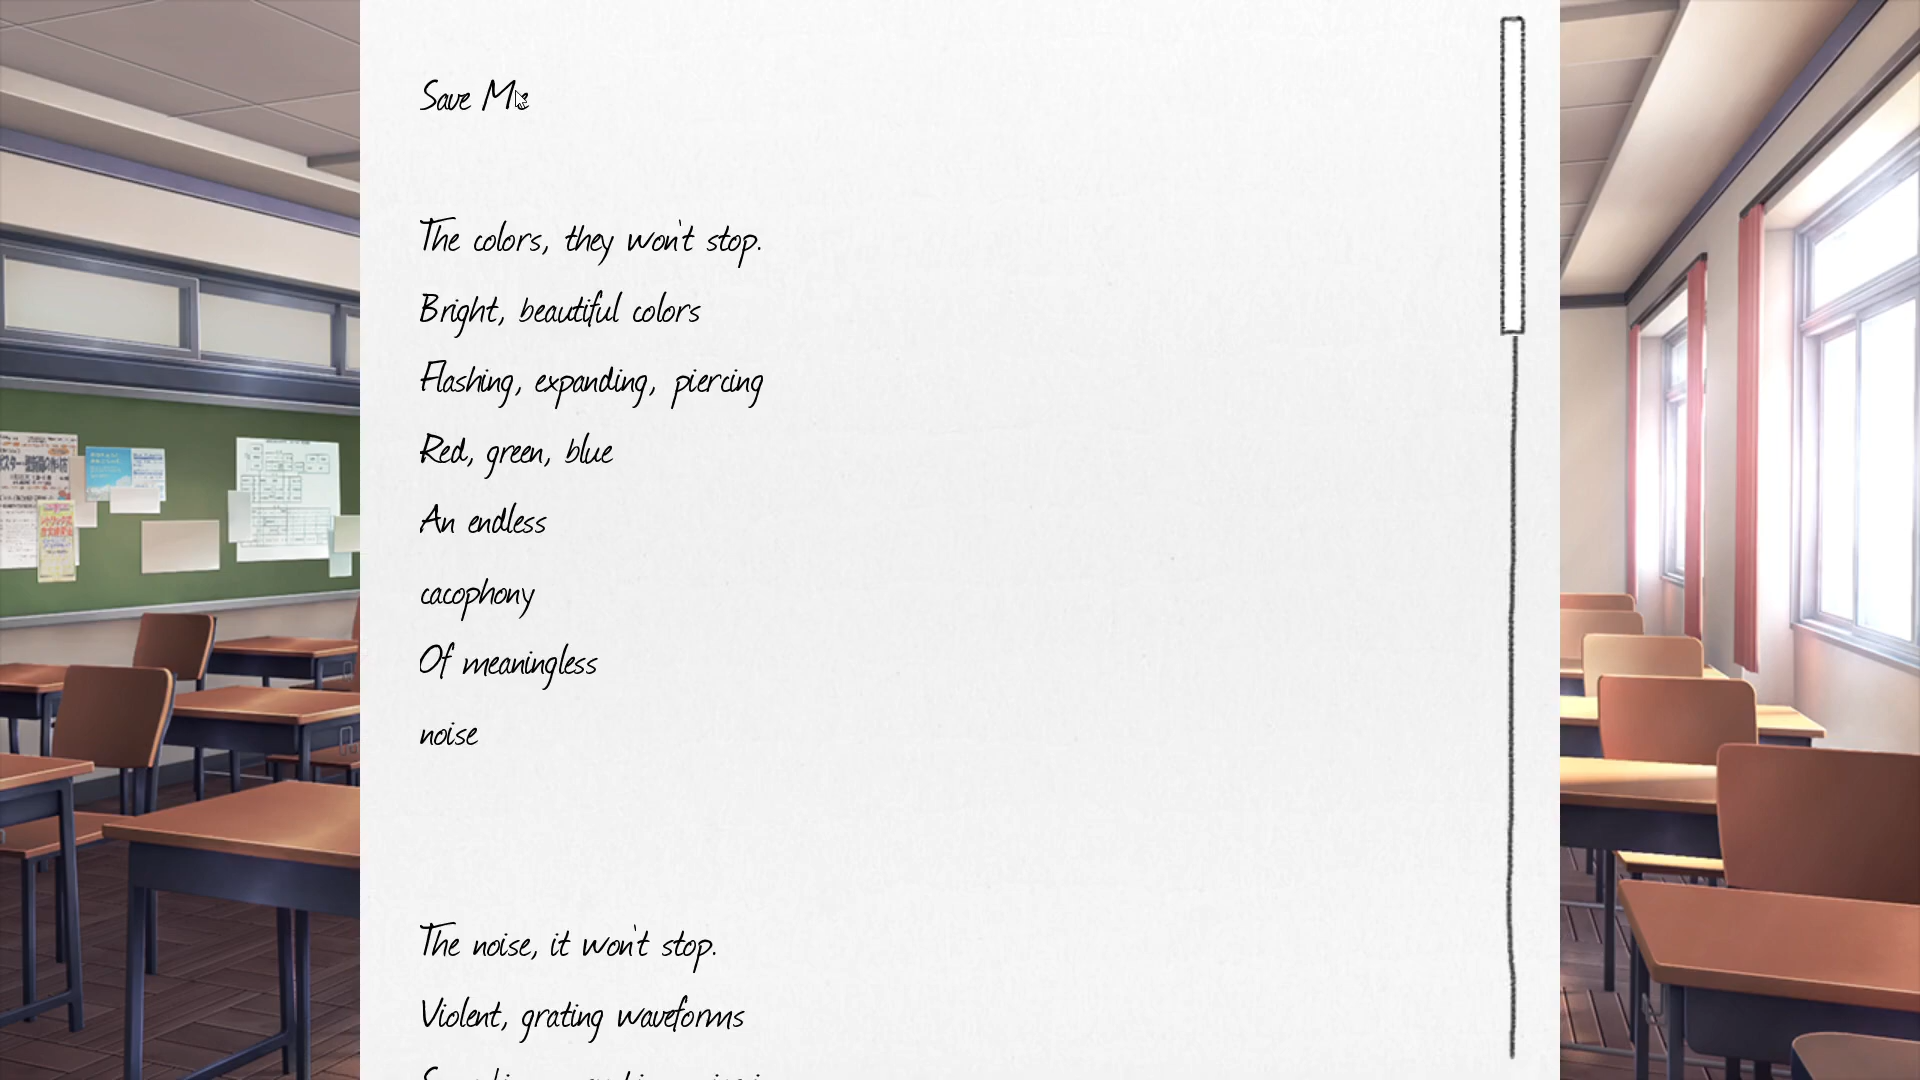 Save Me
The colors, they won't stop.
Bright, beautiful colors
Flashing, expanding, piercing
Red, green, blue
An endless
cacophony
Of meaningless
noise
The noise, it won't stop.
Violent, grating waveforms